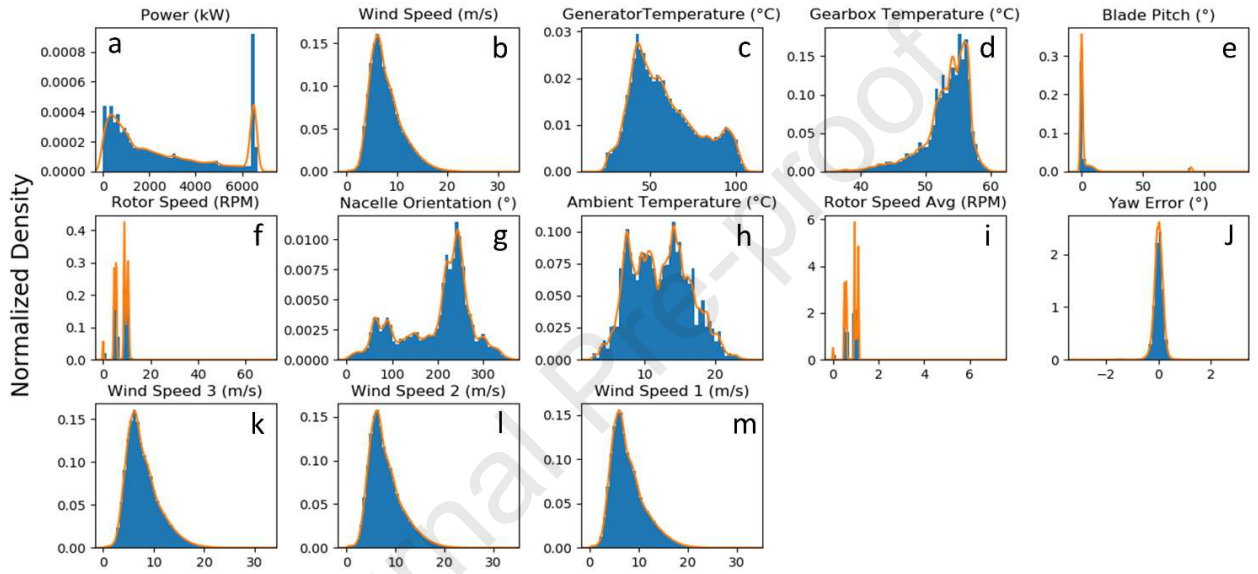 Power (kW)
Wind Speed (m/s)
GeneratorTemperature (°C)
Gearbox Temperature (°C)
Blade Pitch (°)
a
b
c
d
e
0.0008
0.0006
0.0004
0.0002
0.0000
0 2000 4000 6000
0.15
0.10
0.05
0.00
0 10 20 30
0.03
0.02
0.01
0.00
50 100
0.15
0.10
0.05
0.00
40 50 60
0.3
0.2
0.1
0.0
0 50 100
Normalized Density
Rotor Speed (RPM)
Nacelle Orientation (°)
Ambient Temperature (°C)
Rotor Speed Avg (RPM)
Yaw Error (°)
f
g
h
i
J
0.4
0.3
0.2
0.1
0.0
0 20 40 60
0.0100
0.0075
0.0050
0.0025
0.0000
0 100 200 300
0.100
0.075
0.050
0.025
0.000
10 20
6
4
2
0
0 2 4 6
2
1
0
−2 0 2
Wind Speed 3 (m/s)
Wind Speed 2 (m/s)
Wind Speed 1 (m/s)
k
l
m
0.15
0.10
0.05
0.00
0 10 20 30
0.15
0.10
0.05
0.00
0 10 20 30
0.15
0.10
0.05
0.00
0 10 20 30
rnal Pre-proof